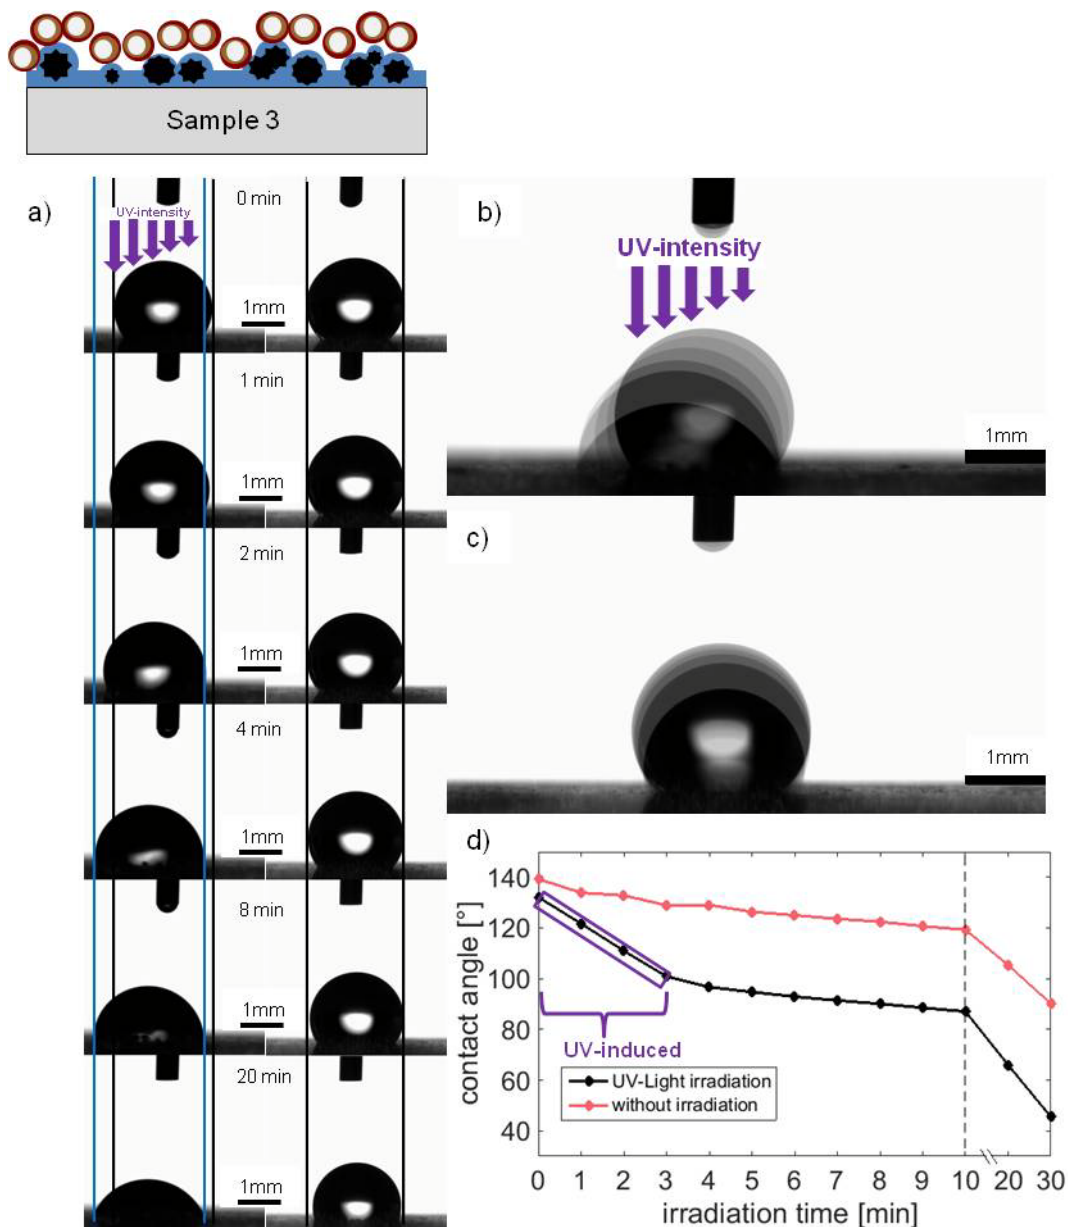 Sample 3
a)
UV-intensity
0 min
1mm
1 min
1mm
2 min
1mm
4 min
1mm
8 min
1mm
20 min
1mm
b)
UV-intensity
1mm
c)
1mm
d)
contact angle [°]
140
120
100
80
60
40
UV-induced
UV-Light irradiation
without irradiation
0 1 2 3 4 5 6 7 8 9 10 20 30
irradiation time [min]